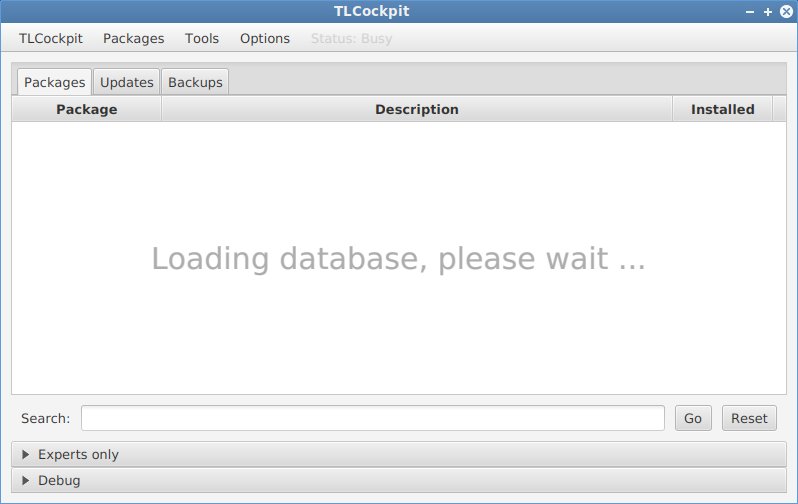 TLCockpit
TLCockpit Packages Tools Options Status: Busy
Packages Updates Backups
Package Description Installed
Loading database, please wait ...
Search: Go Reset
Experts only
Debug